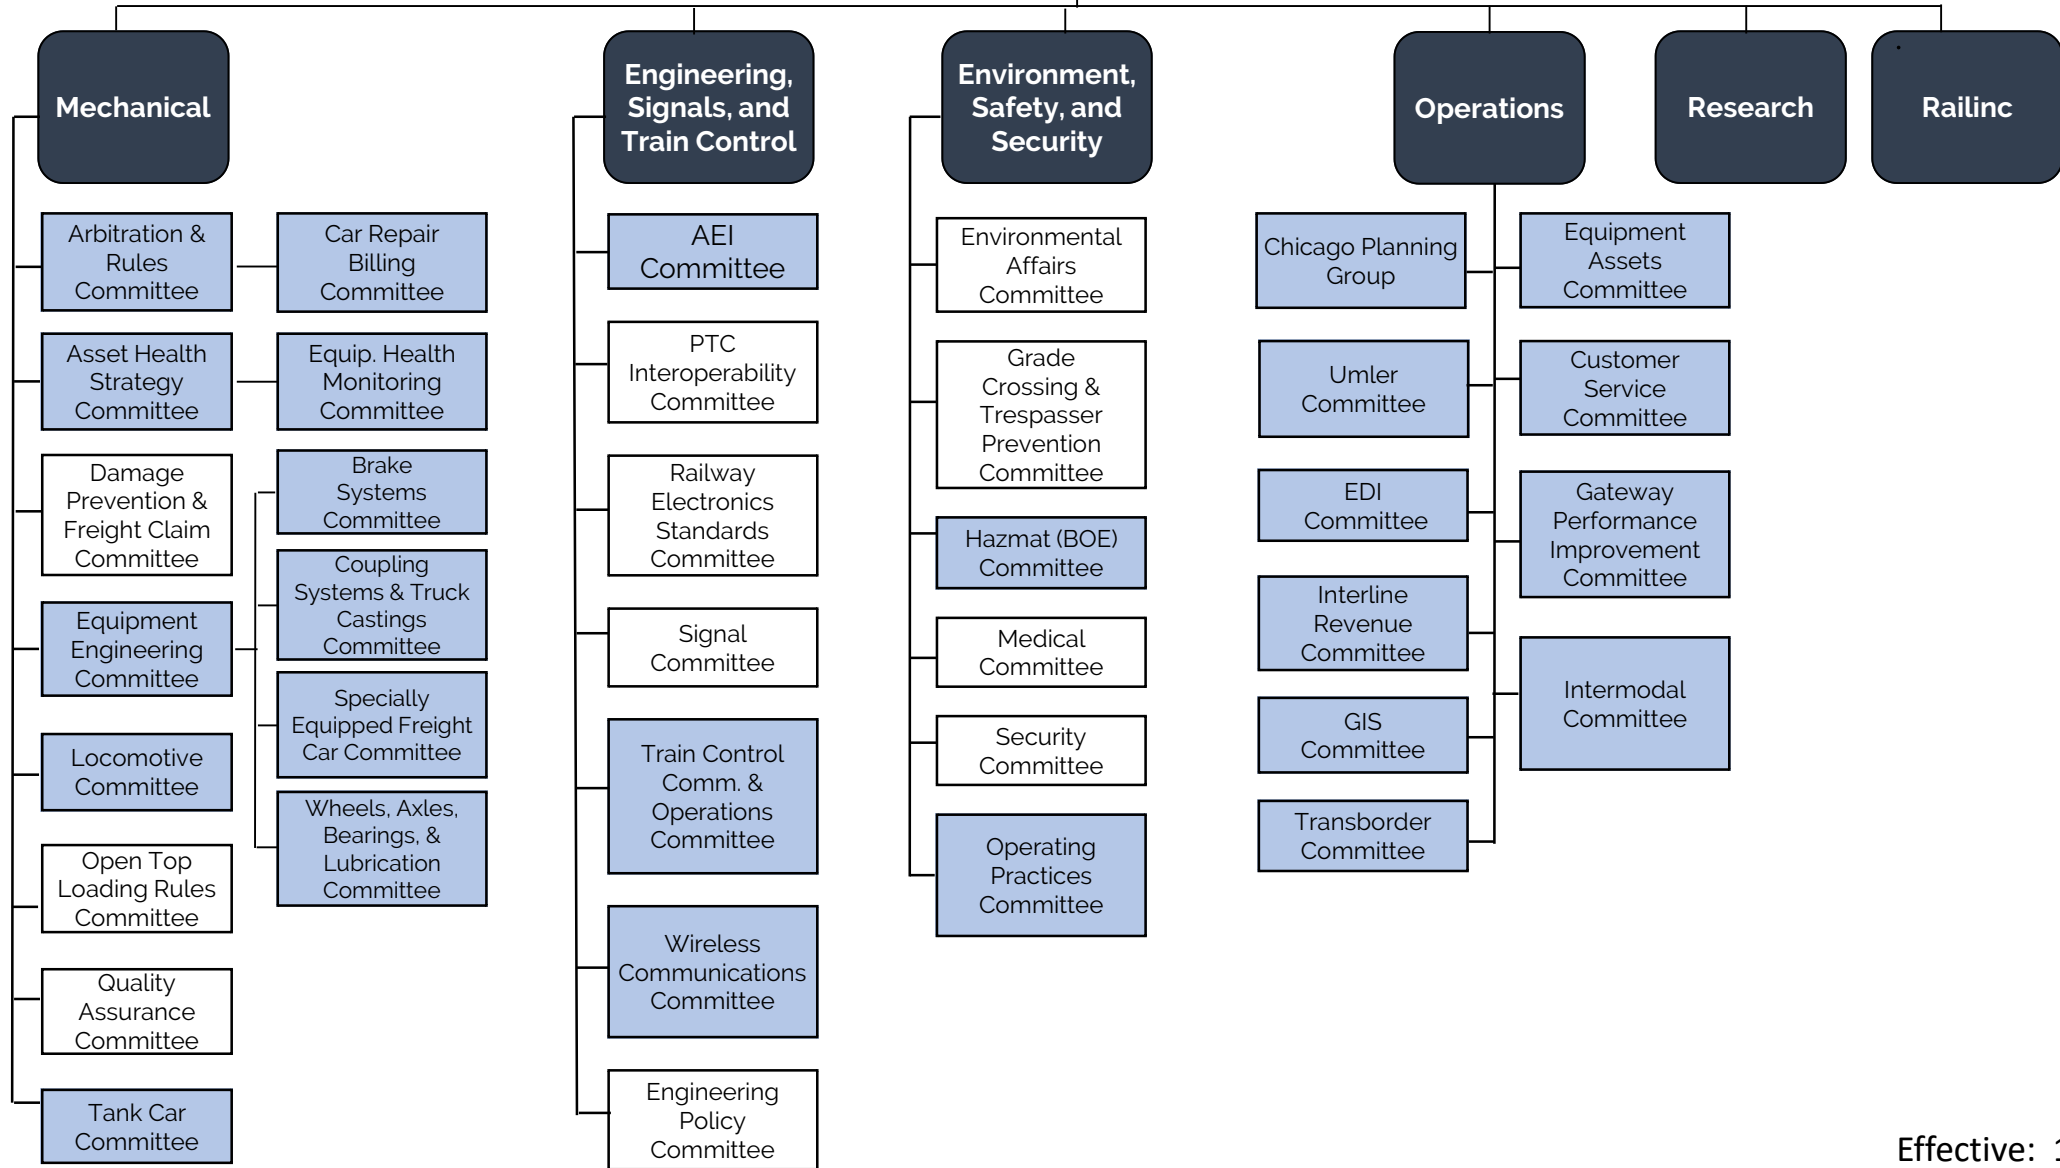 Mechanical
Engineering,
Signals, and
Train Control
Environment,
Safety, and
Security
Operations
Research
Railinc
Arbitration &
Rules
Committee
Car Repair
Billing
Committee
Asset Health
Strategy
Committee
Equip. Health
Monitoring
Committee
Damage
Prevention &
Freight Claim
Committee
Brake
Systems
Committee
Coupling
Systems & Truck
Castings
Committee
Equipment
Engineering
Committee
Specially
Equipped Freight
Car Committee
Locomotive
Committee
Wheels, Axles,
Bearings, &
Lubrication
Committee
Open Top
Loading Rules
Committee
Quality
Assurance
Committee
Tank Car
Committee
AEI
Committee
PTC
Interoperability
Committee
Railway
Electronics
Standards
Committee
Signal
Committee
Train Control
Comm. &
Operations
Committee
Wireless
Communications
Committee
Engineering
Policy
Committee
Environmental
Affairs
Committee
Grade
Crossing &
Trespasser
Prevention
Committee
Hazmat (BOE)
Committee
Medical
Committee
Security
Committee
Operating
Practices
Committee
Chicago Planning
Group
Equipment
Assets
Committee
Umler
Committee
Customer
Service
Committee
EDI
Committee
Gateway
Performance
Improvement
Committee
Interline
Revenue
Committee
Intermodal
Committee
GIS
Committee
Transborder
Committee
Effective: